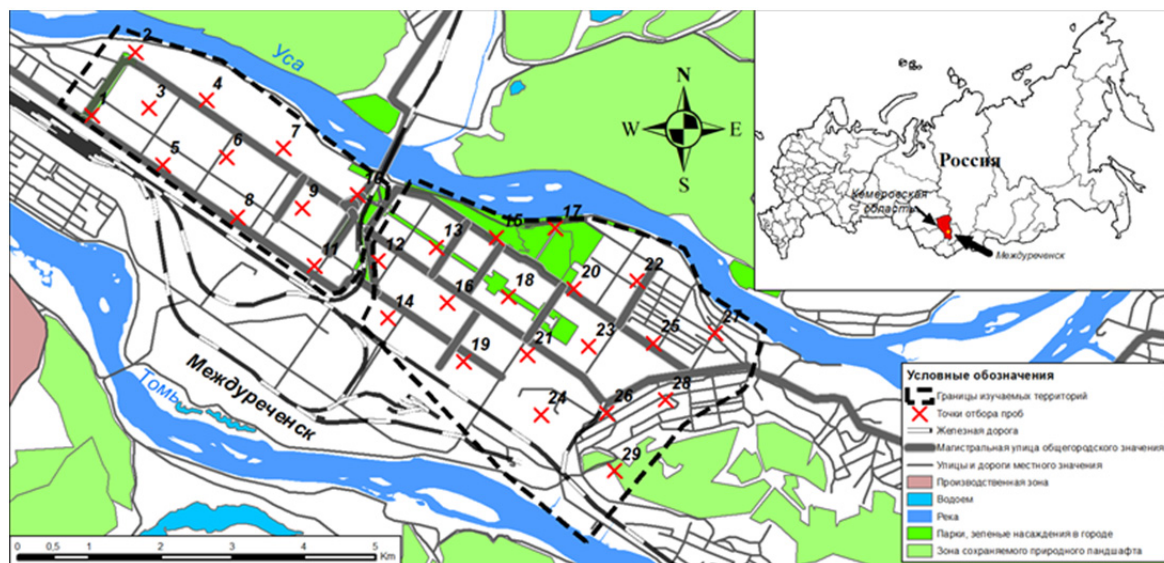 Уса
N
W
E
S
Россия
Кемеровская
область
Междуреченск
2
1
3
4
5
6
7
8
9
10
11
12
13
14
15
16
17
18
19
20
21
22
23
24
25
26
27
28
29
Томь
Междуреченск
Условные обозначения
Границы изучаемых территорий
Точки отбора проб
Железная дорога
Магистральная улица общегородского значения
Улицы и дороги местного значения
Производственная зона
Водоем
Река
Парки, зеленые насаждения в городе
Зона сохраняемого природного ландшафта
0 0,5 1 2 3 4 5
Km